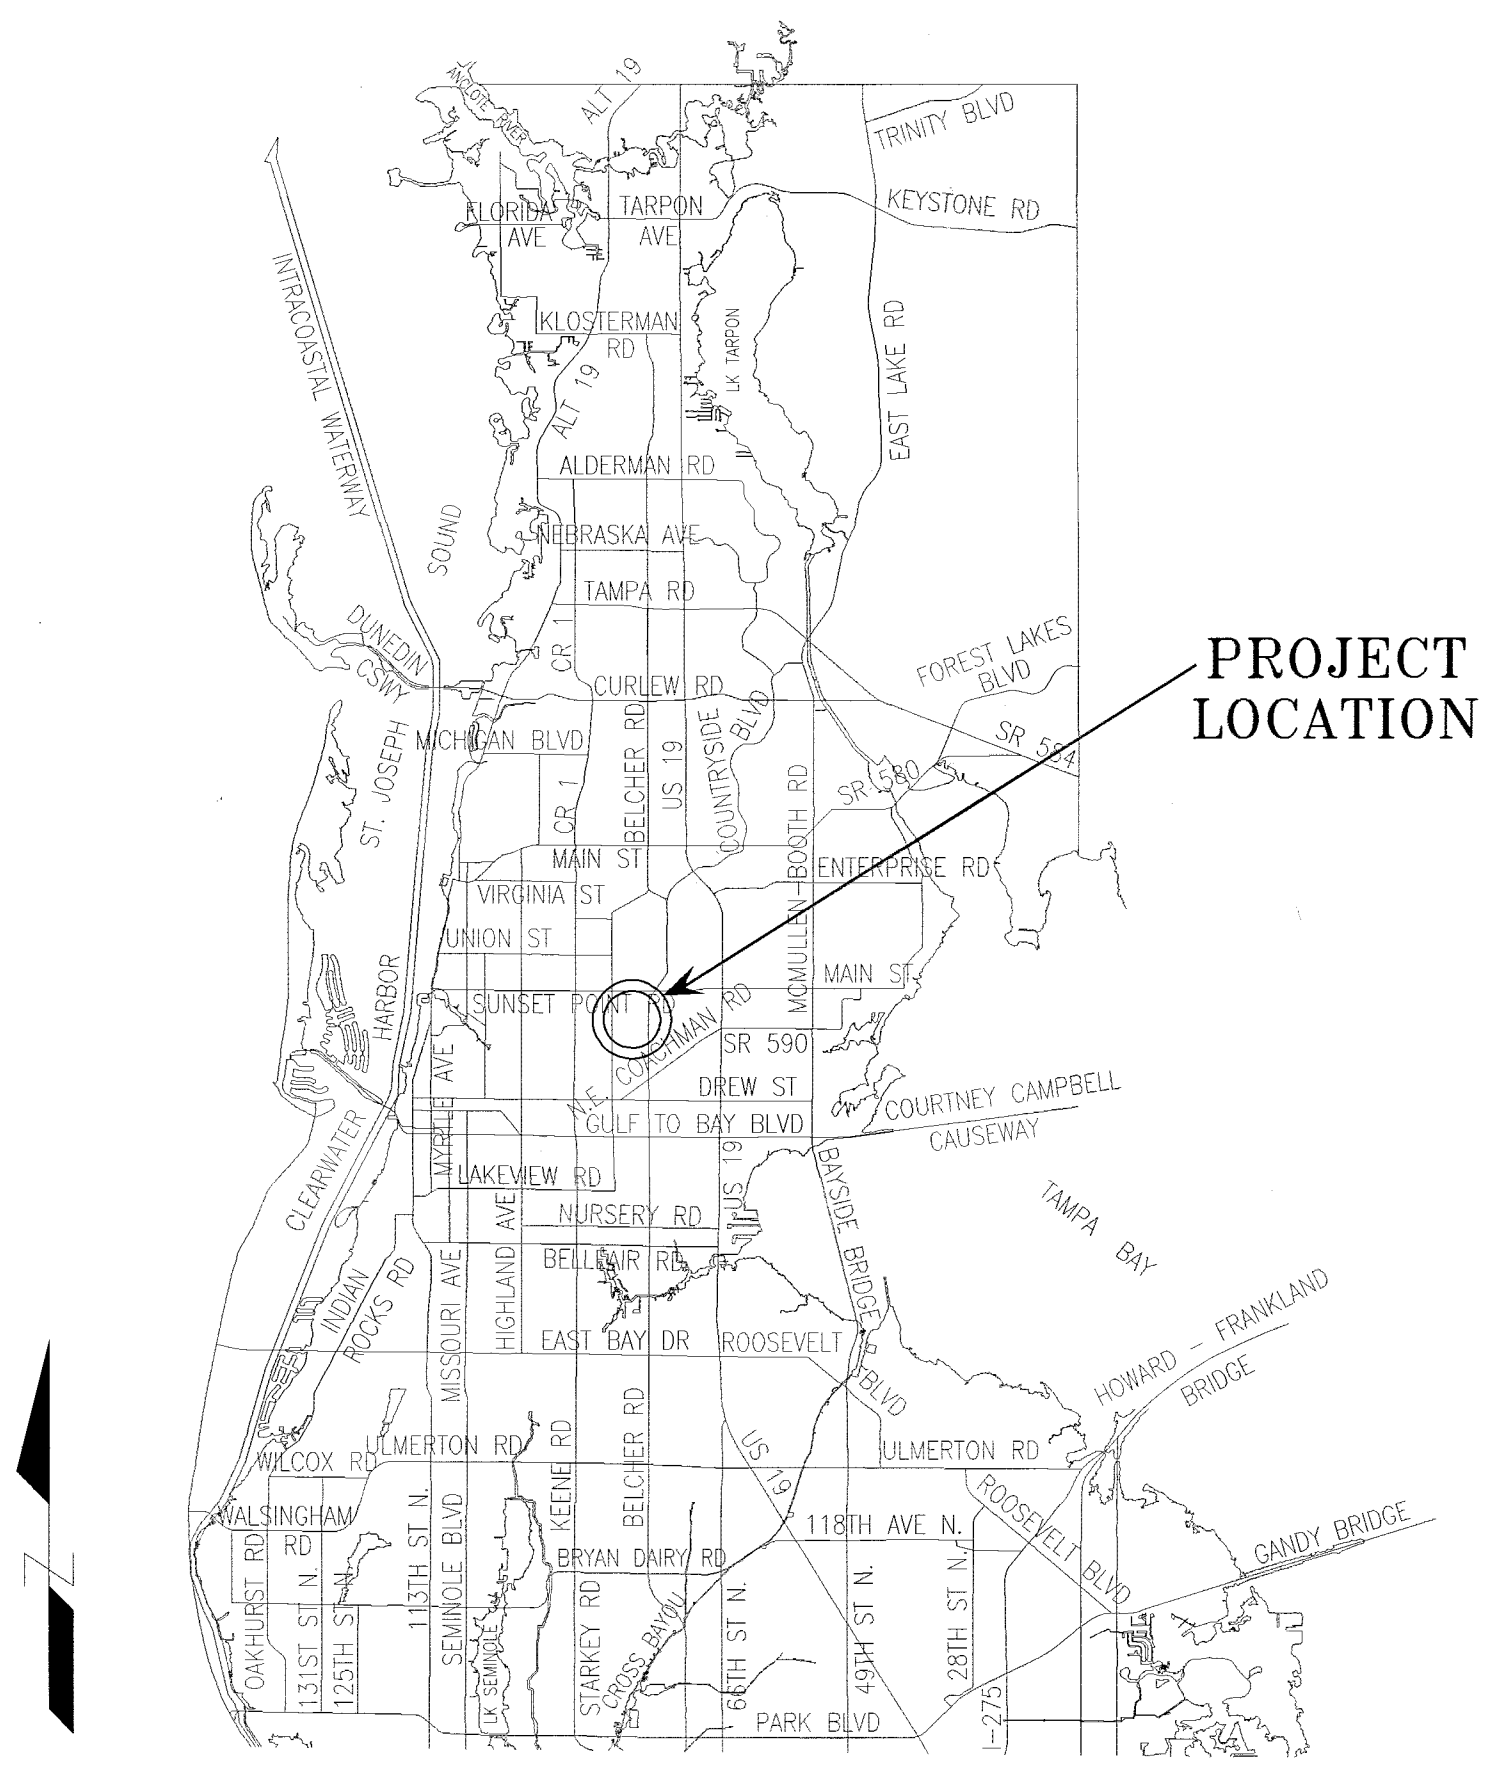 ANCLOTE RIVER
ALT 19
TRINITY BLVD
FLORIDA
AVE
TARPON
AVE
KEYSTONE RD
INTRACOASTAL WATERWAY
KLOSTERMAN
RD
LK TARPON
EAST LAKE RD
ALT 19
ALDERMAN RD
SOUND
NEBRASKA AVE
TAMPA RD
DUNEDIN
CSWY
CR 1
FOREST LAKES
BLVD
PROJECT
LOCATION
CURLEW RD
ST. JOSEPH
MICHIGAN BLVD
BELCHER RD
US 19
COUNTRYSIDE
BLVD
SR 584
SR 580
CR 1
MCMULLEN-BOOTH RD
MAIN ST
ENTERPRISE RD
VIRGINIA ST
UNION ST
HARBOR
MAIN ST
SUNSET POINT RD
N.E. COACHMAN RD
SR 590
MYRTLE AVE
DREW ST
COURTNEY CAMPBELL
CAUSEWAY
GULF TO BAY BLVD
CLEARWATER
LAKEVIEW RD
US 19
BAYSIDE BRIDGE
TAMPA BAY
NURSERY RD
HIGHLAND AVE
BELLEAIR RD
INDIAN
ROCKS RD
MISSOURI AVE
EAST BAY DR
ROOSEVELT
BLVD
HOWARD - FRANKLAND
BRIDGE
ULMERTON RD
WILCOX RD
KEENE RD
BELCHER RD
US 19
ULMERTON RD
WALSINGHAM
RD
113TH ST N.
SEMINOLE BLVD
118TH AVE N.
ROOSEVELT BLVD
GANDY BRIDGE
BRYAN DAIRY RD
OAKHURST RD
131ST ST N.
125TH ST N.
LK SEMINOLE
STARKEY RD
CROSS BAYOU
66TH ST N.
49TH ST N.
28TH ST N.
I-275
PARK BLVD
Z